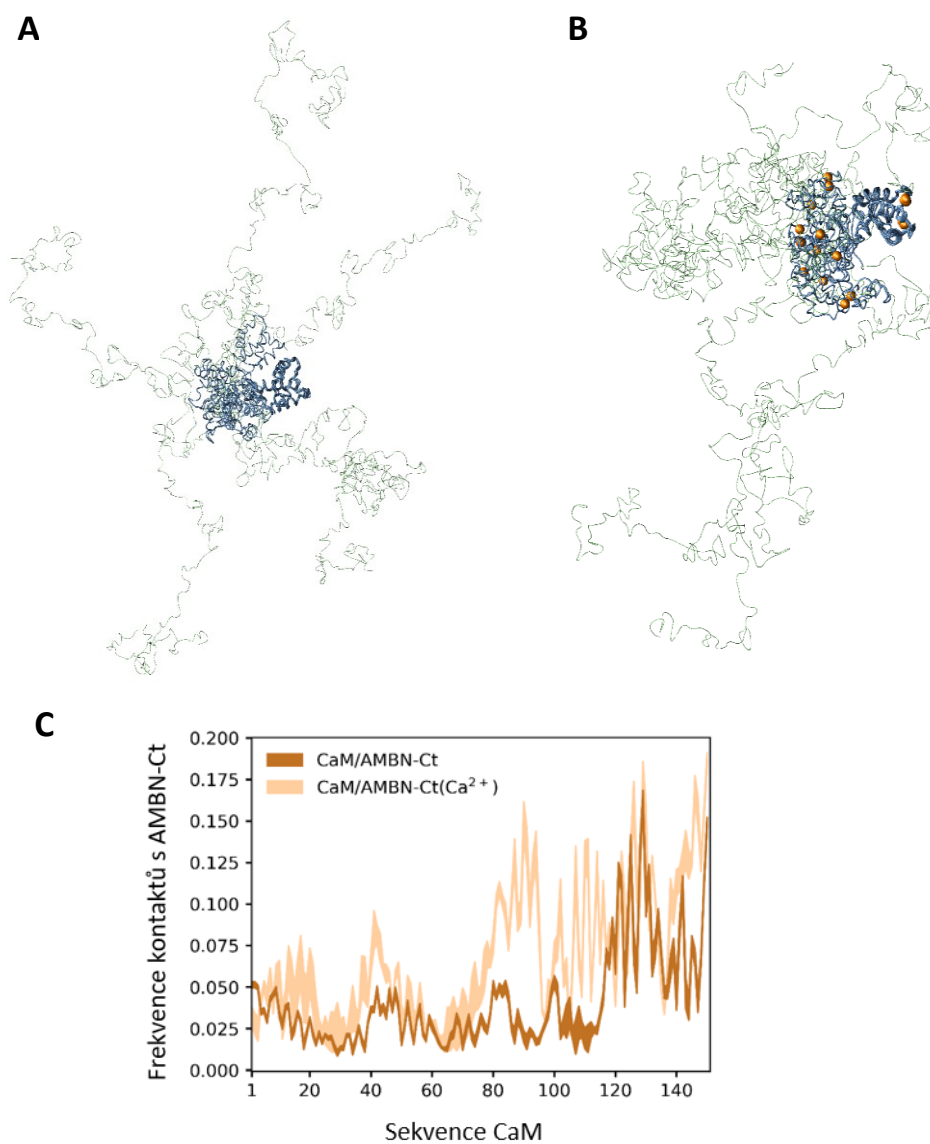 A
B
C
Frekvence kontaktů s AMBN-Ct
0.200
0.175
0.150
0.125
0.100
0.075
0.050
0.025
0.000
CaM/AMBN-Ct
CaM/AMBN-Ct(Ca²⁺)
1 20 40 60 80 100 120 140
Sekvence CaM